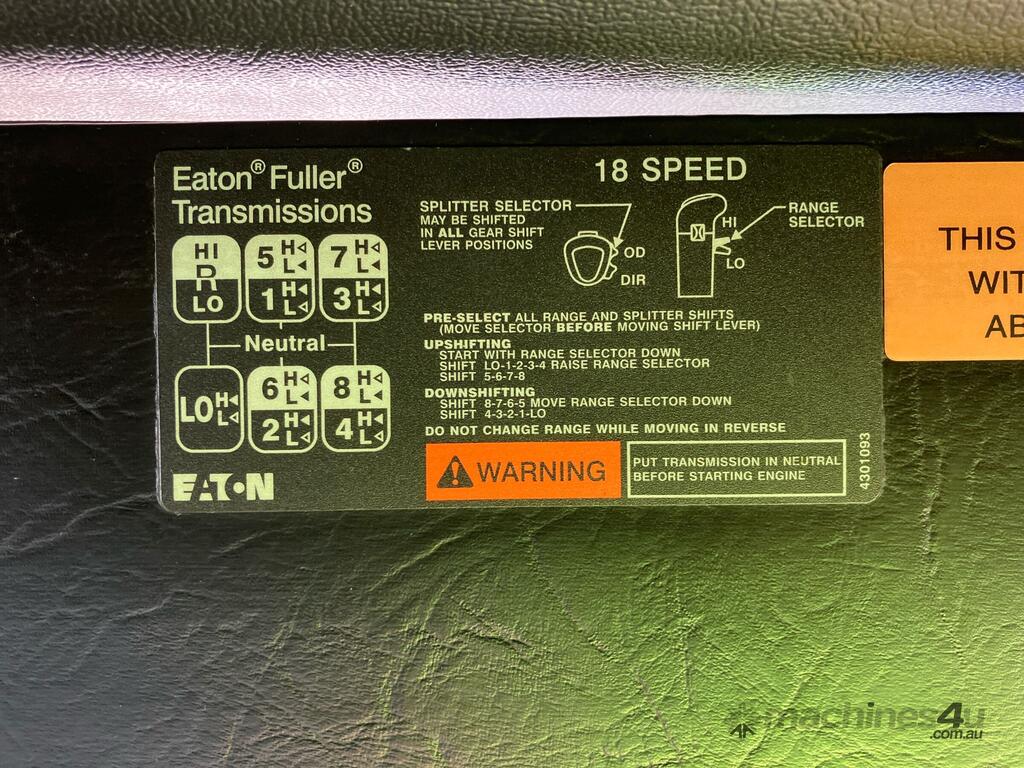 Eaton® Fuller®
Transmissions
18 SPEED
SPLITTER SELECTOR
MAY BE SHIFTED
IN ALL GEAR SHIFT
LEVER POSITIONS
OD
DIR
HI
LO
RANGE
SELECTOR
HI
R
LO
5 H L
1 H L
7 H L
3 H L
Neutral
LO H L
6 H L
2 H L
8 H L
4 H L
PRE-SELECT ALL RANGE AND SPLITTER SHIFTS
(MOVE SELECTOR BEFORE MOVING SHIFT LEVER)
UPSHIFTING
START WITH RANGE SELECTOR DOWN
SHIFT LO-1-2-3-4 RAISE RANGE SELECTOR
SHIFT 5-6-7-8
DOWNSHIFTING
SHIFT 8-7-6-5 MOVE RANGE SELECTOR DOWN
SHIFT 4-3-2-1-LO
DO NOT CHANGE RANGE WHILE MOVING IN REVERSE
WARNING
PUT TRANSMISSION IN NEUTRAL
BEFORE STARTING ENGINE
4301093
EATON
THIS
WIT
AB
machines4u
.com.au